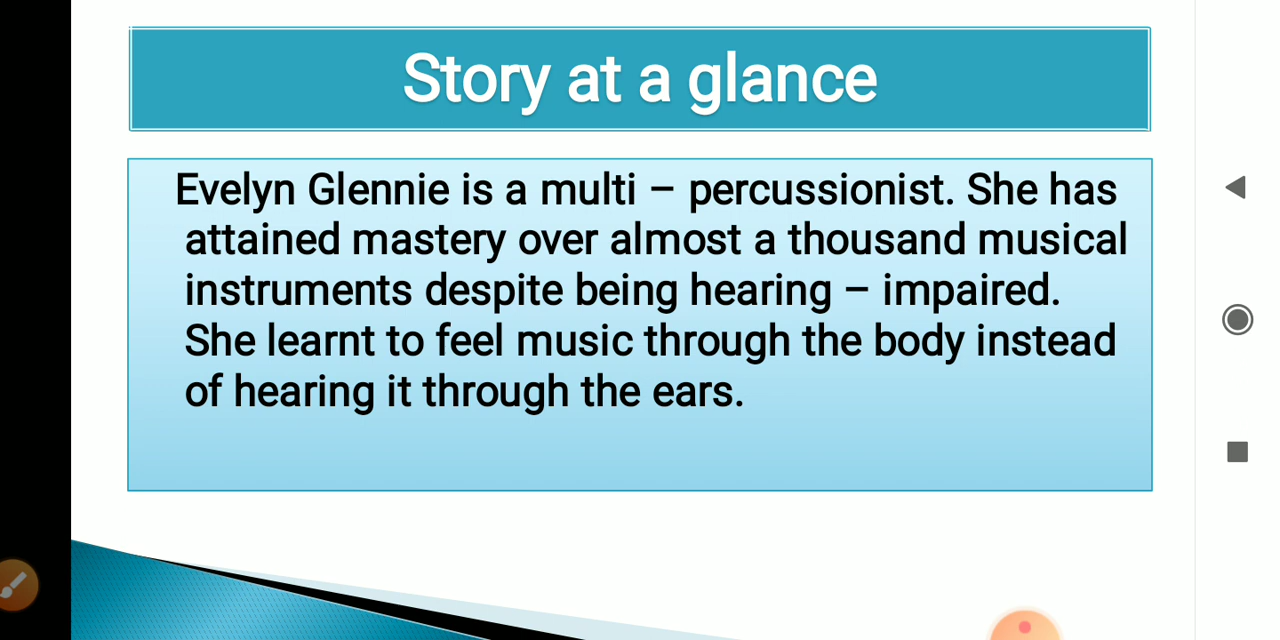 Story at a glance
Evelyn Glennie is a multi – percussionist. She has
attained mastery over almost a thousand musical
instruments despite being hearing – impaired.
She learnt to feel music through the body instead
of hearing it through the ears.